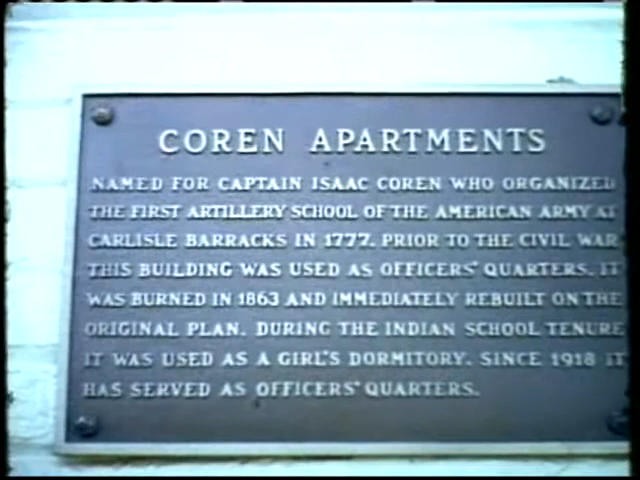 COREN APARTMENTS
NAMED FOR CAPTAIN ISAAC COREN WHO ORGANIZED
THE FIRST ARTILLERY SCHOOL OF THE AMERICAN ARMY AT
CARLISLE BARRACKS IN 1777. PRIOR TO THE CIVIL WAR
THIS BUILDING WAS USED AS OFFICERS' QUARTERS. IT
WAS BURNED IN 1863 AND IMMEDIATELY REBUILT ON THE
ORIGINAL PLAN. DURING THE INDIAN SCHOOL TENURE
IT WAS USED AS A GIRL'S DORMITORY. SINCE 1918 IT
HAS SERVED AS OFFICERS' QUARTERS.